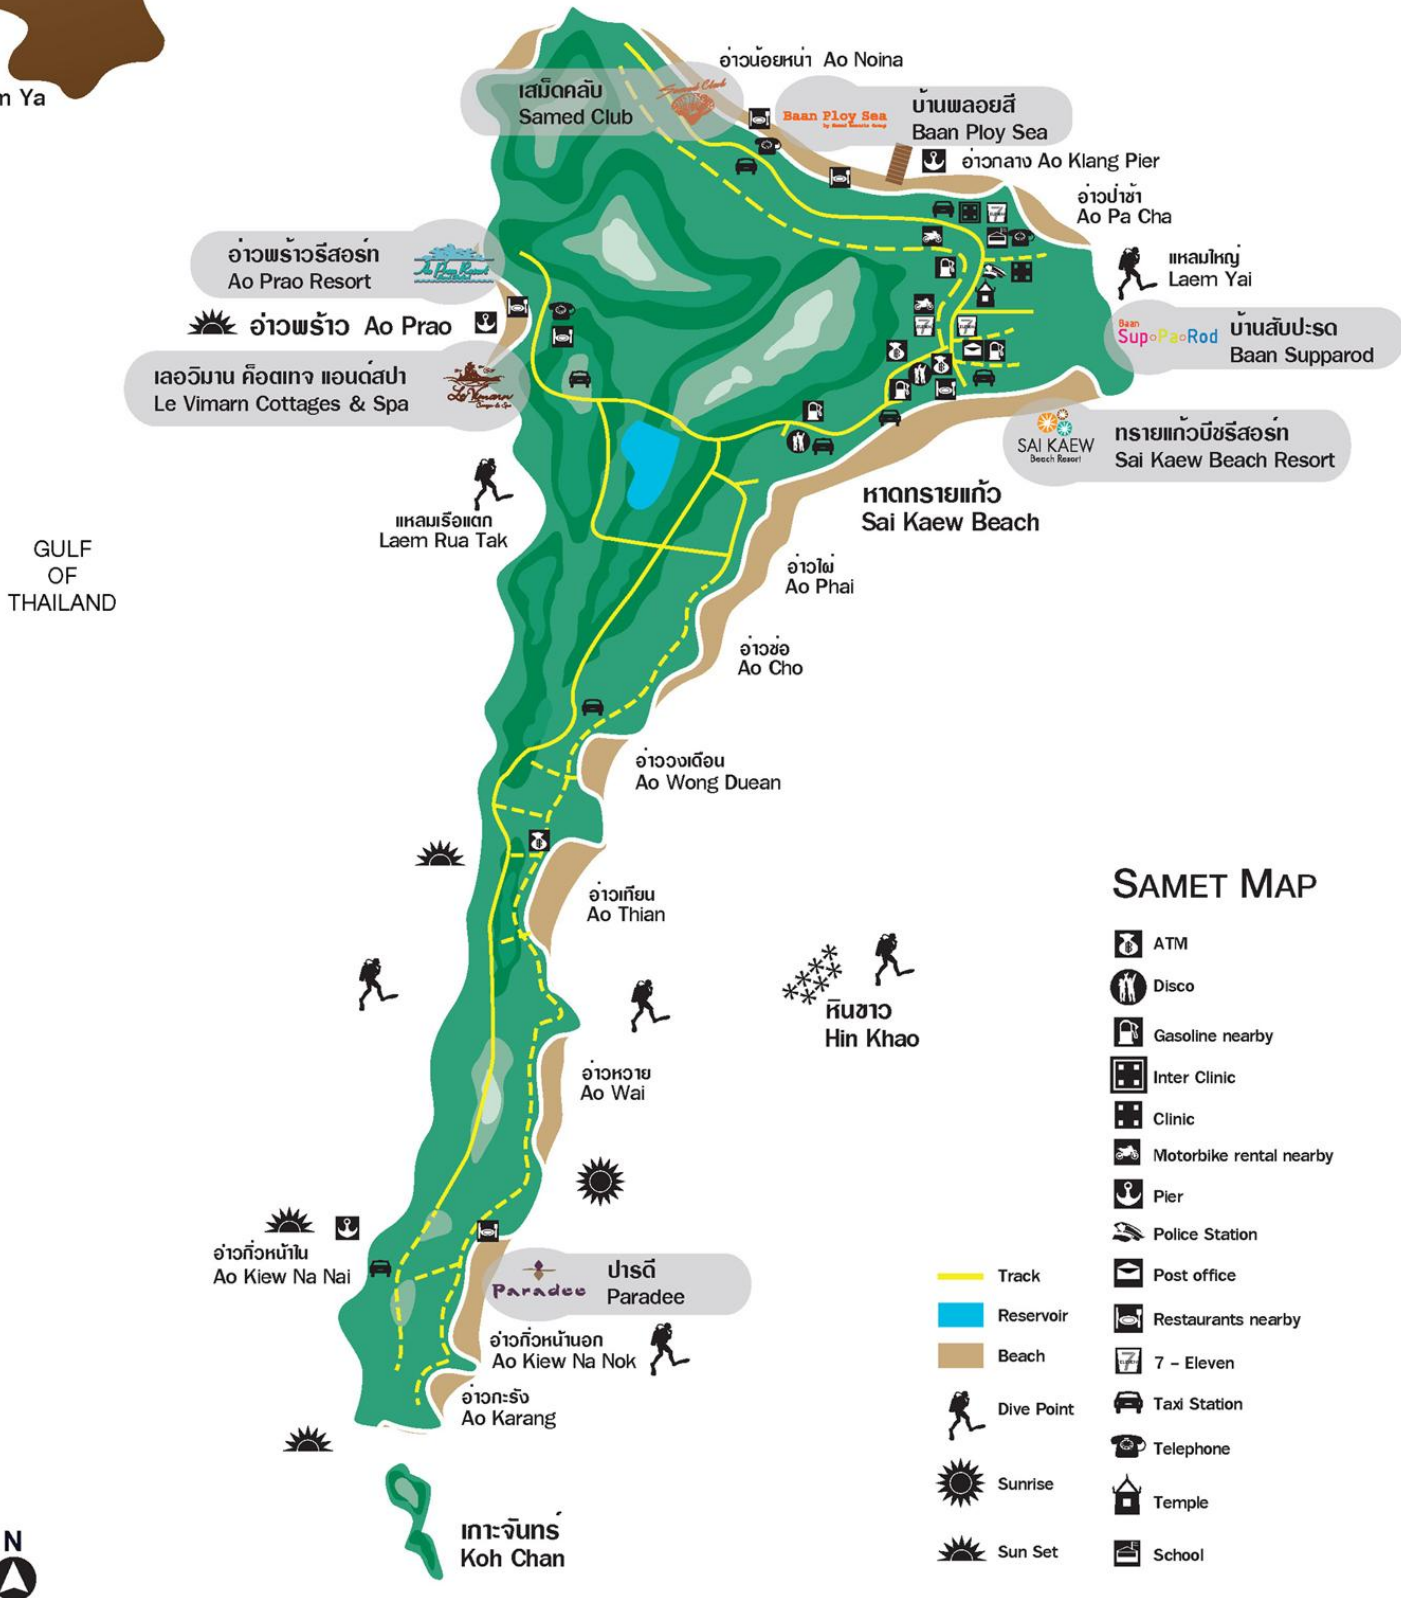 m Ya
อ่าวน้อยหน่า Ao Noina
เสม็ดคลับ
Samed Club
Samed Club
Baan Ploy Sea
บ้านพลอยสี
Baan Ploy Sea
อ่าวกลาง Ao Klang Pier
อ่าวป่าช้า
Ao Pa Cha
แหลมใหญ่
Laem Yai
อ่าวพร้าวรีสอร์ท
Ao Prao Resort
Ao Prao Resort
อ่าวพร้าว Ao Prao
Baan
Sup Pa Rod
บ้านสับปะรด
Baan Supparod
เลอวิมาน ค็อตเทจ แอนด์สปา
Le Vimarn Cottages & Spa
Le Vimarn
SAI KAEW
Beach Resort
ทรายแก้วบีชรีสอร์ท
Sai Kaew Beach Resort
หาดทรายแก้ว
Sai Kaew Beach
แหลมเรือแตก
Laem Rua Tak
GULF
OF
THAILAND
อ่าวไผ่
Ao Phai
อ่าวช่อ
Ao Cho
อ่าววงเดือน
Ao Wong Duean
อ่าวเทียน
Ao Thian
หินขาว
Hin Khao
อ่าวหวาย
Ao Wai
อ่าวกิ่วหน้าใน
Ao Kiew Na Nai
Paradee
ปารดี
Paradee
อ่าวกิ่วหน้านอก
Ao Kiew Na Nok
อ่าวกะรัง
Ao Karang
เกาะจันทร์
Koh Chan
N
SAMET MAP
ATM
Disco
Gasoline nearby
Inter Clinic
Clinic
Motorbike rental nearby
Pier
Police Station
Post office
Restaurants nearby
7 - Eleven
Taxi Station
Telephone
Temple
School
Track
Reservoir
Beach
Dive Point
Sunrise
Sun Set